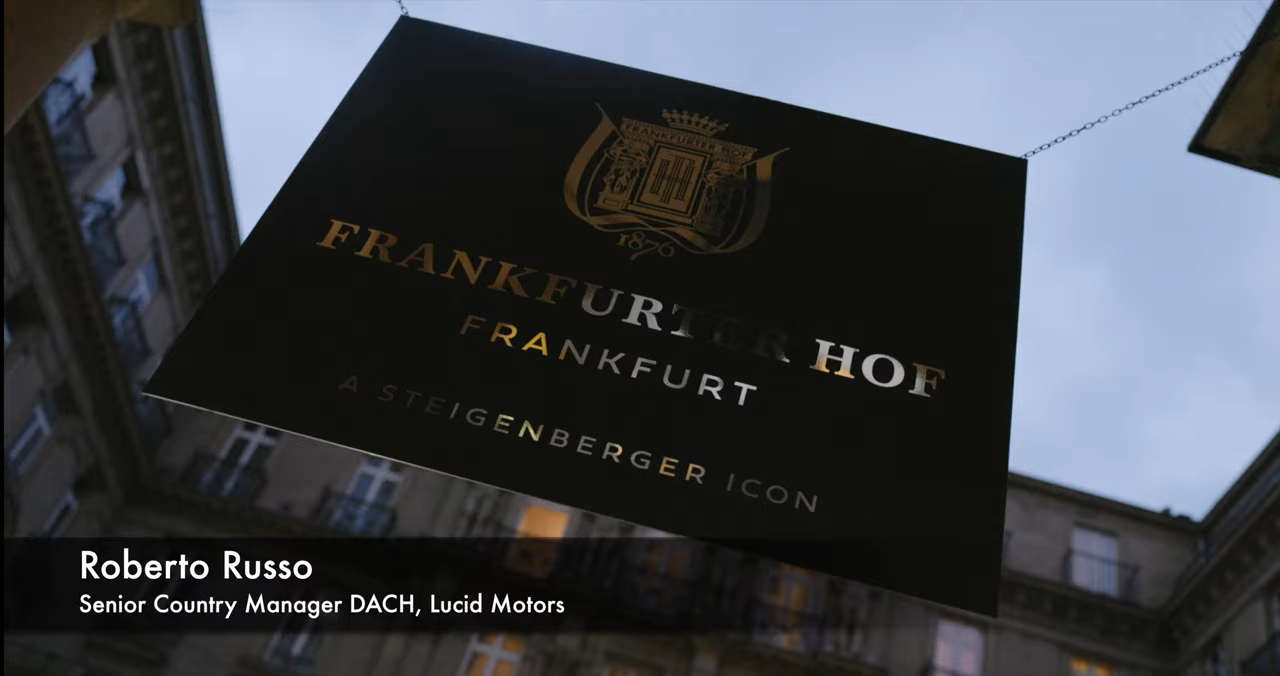 FRANKFURTER HOF
1876
FRANKFURTER HOF
FRANKFURT
A STEIGENBERGER ICON
Roberto Russo
Senior Country Manager DACH, Lucid Motors